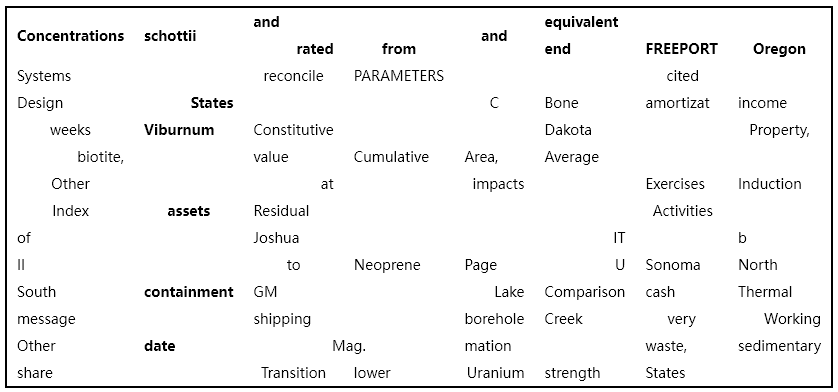 and equivalent
Concentrations schottii and
rated from end FREEPORT Oregon
Systems reconcile PARAMETERS cited
Design States C Bone amortizat income
weeks Viburnum Constitutive Dakota Property,
biotite, value Cumulative Area, Average
Other at impacts Exercises Induction
Index assets Residual Activities
of Joshua IT b
II to Neoprene Page U Sonoma North
South containment GM Lake Comparison cash Thermal
message shipping borehole Creek very Working
Other date Mag. mation waste, sedimentary
share Transition lower Uranium strength States